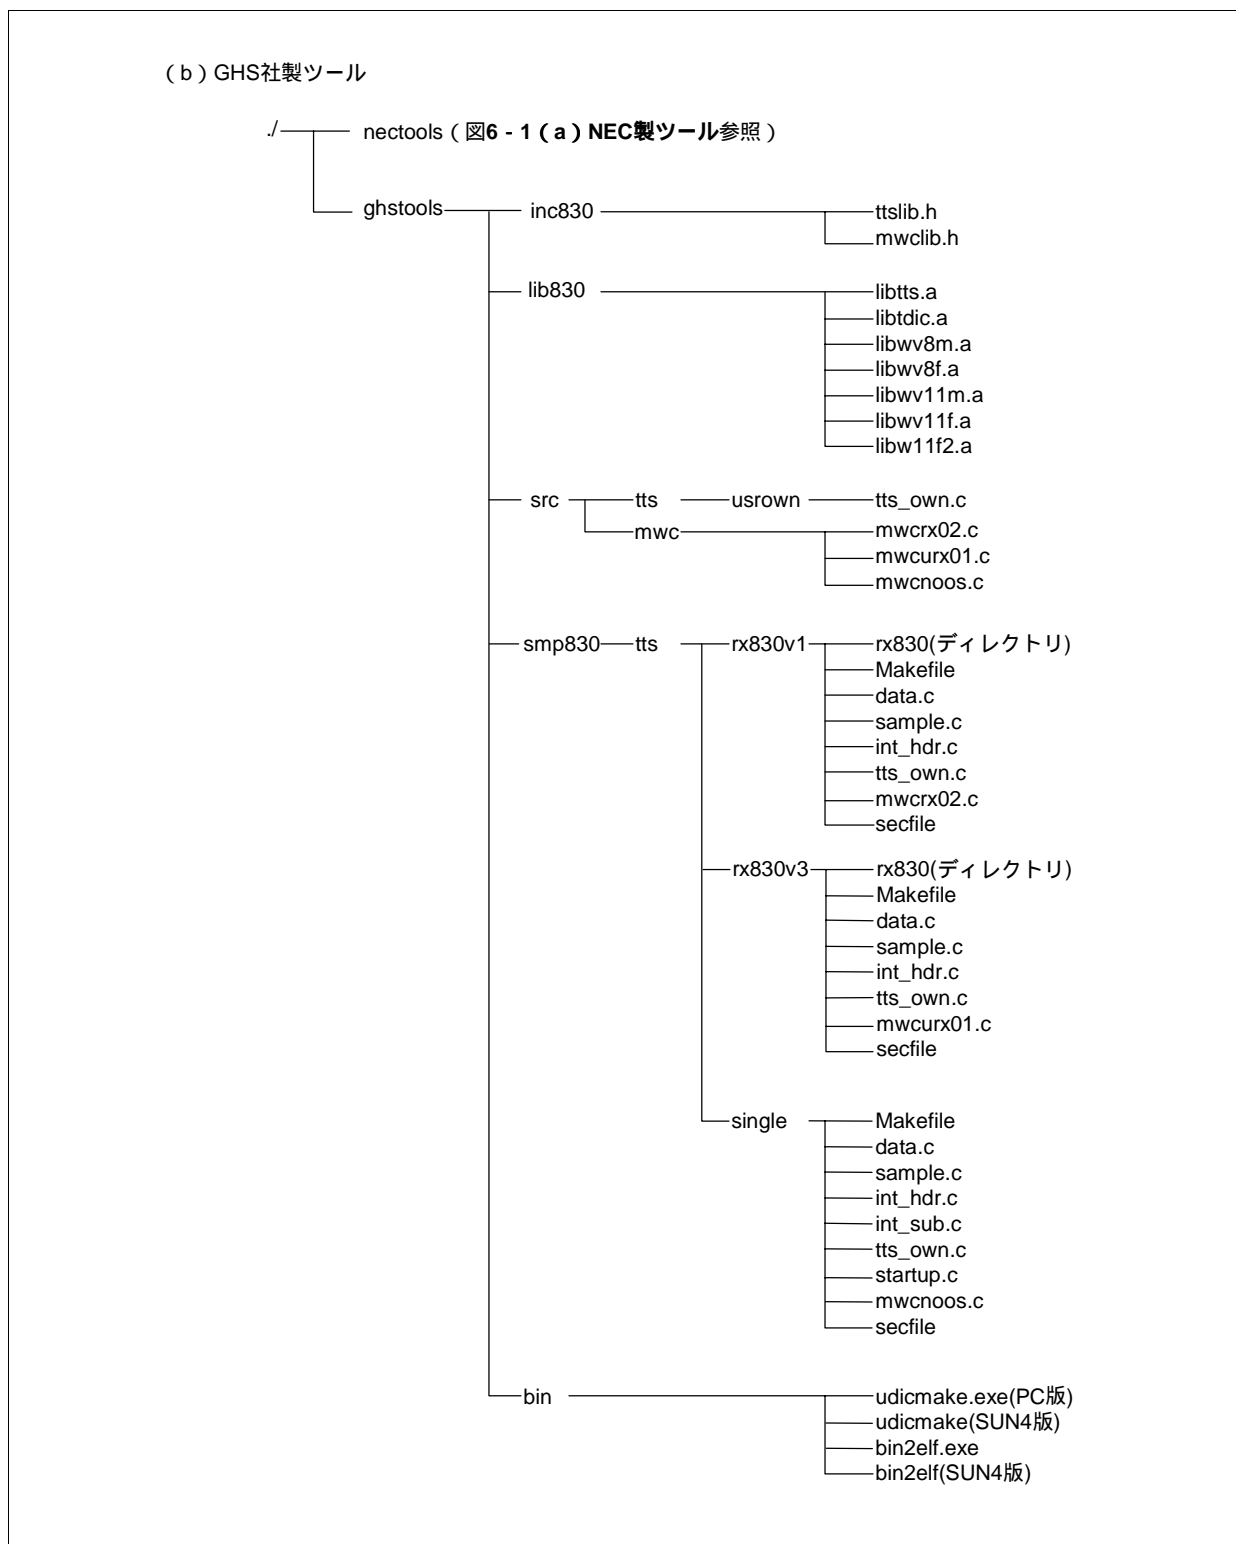 （b）GHS社製ツール
./ nectools（図6-1（a）NEC製ツール参照）
ghstools inc830 ttslib.h
mwclib.h
lib830 libtts.a
libtdic.a
libwv8m.a
libwv8f.a
libwv11m.a
libwv11f.a
libw11f2.a
src tts usrown tts_own.c
mwc mwcrx02.c
mwcurx01.c
mwcnoos.c
smp830 tts rx830v1 rx830(ディレクトリ)
Makefile
data.c
sample.c
int_hdr.c
tts_own.c
mwcrx02.c
secfile
rx830v3 rx830(ディレクトリ)
Makefile
data.c
sample.c
int_hdr.c
tts_own.c
mwcurx01.c
secfile
single Makefile
data.c
sample.c
int_hdr.c
int_sub.c
tts_own.c
startup.c
mwcnoos.c
secfile
bin udicmake.exe(PC版)
udicmake(SUN4版)
bin2elf.exe
bin2elf(SUN4版)